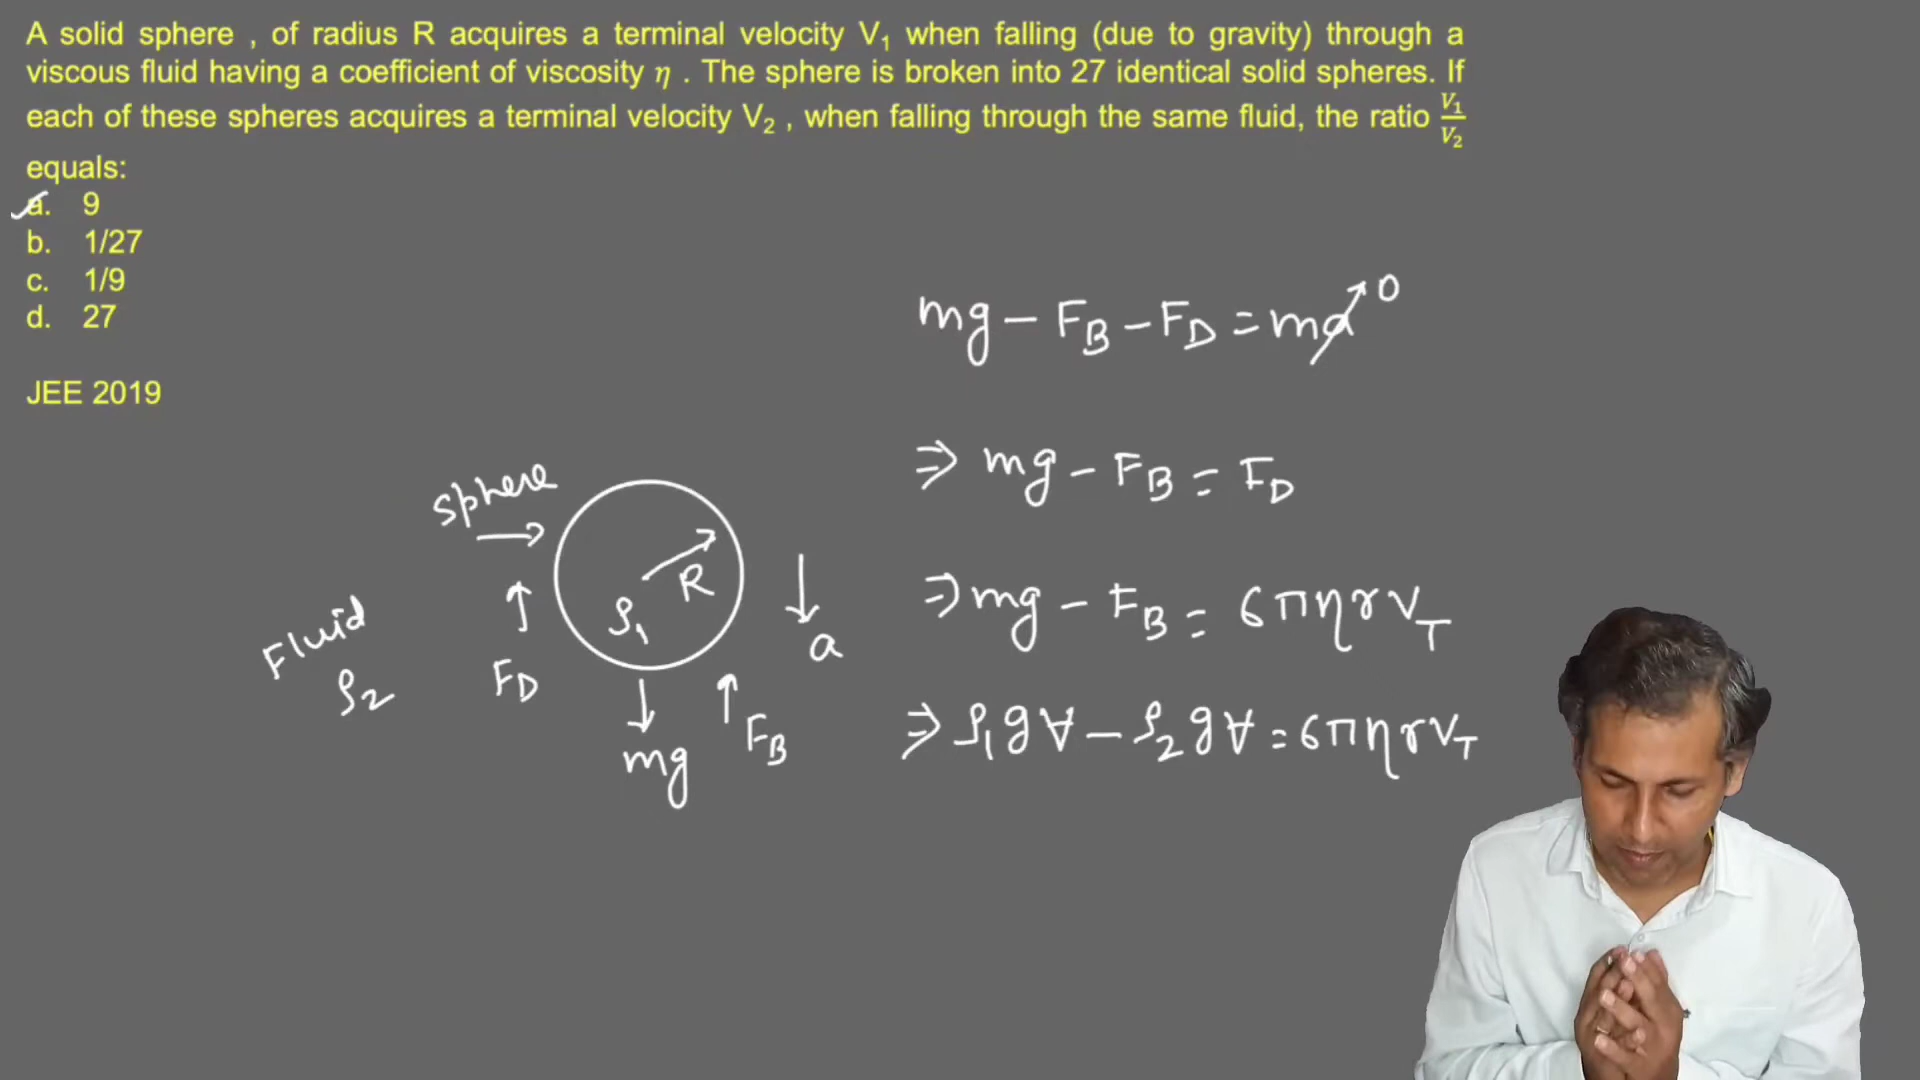 A solid sphere , of radius R acquires a terminal velocity V₁ when falling (due to gravity) through a
viscous fluid having a coefficient of viscosity η . The sphere is broken into 27 identical solid spheres. If
each of these spheres acquires a terminal velocity V₂ , when falling through the same fluid, the ratio V₁/V₂
equals:
a. 9
b. 1/27
c. 1/9
d. 27
JEE 2019
mg - F_B - F_D = ma 0
⇒ mg - F_B = F_D
⇒ mg - F_B = 6πηrV_T
⇒ ρ₁gV - ρ₂gV = 6πηrV_T
Sphere
→
R
ρ₁
a
Fluid
ρ₂
F_D
mg
F_B